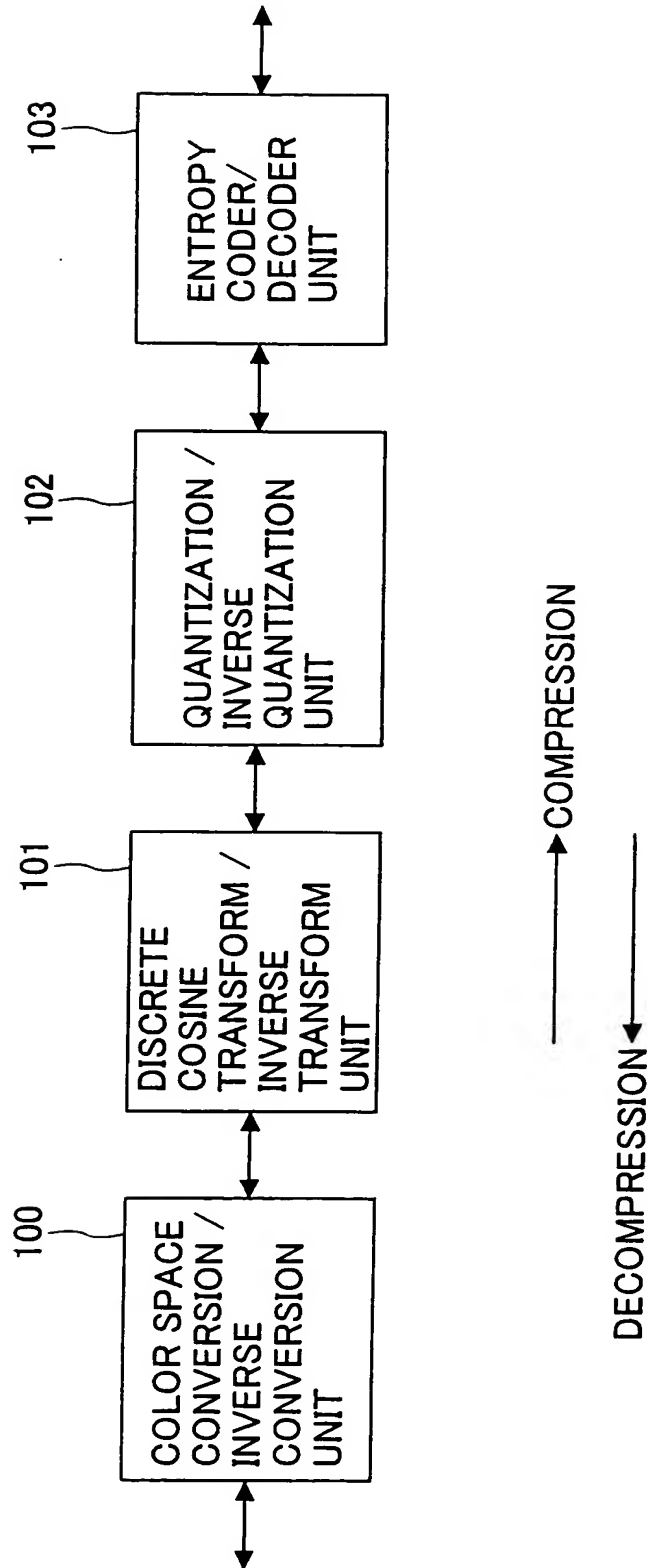 100
COLOR SPACE
CONVERSION /
INVERSE
CONVERSION
UNIT
101
DISCRETE
COSINE
TRANSFORM /
INVERSE
TRANSFORM
UNIT
102
QUANTIZATION /
INVERSE
QUANTIZATION
UNIT
103
ENTROPY
CODER/
DECODER
UNIT
COMPRESSION
DECOMPRESSION